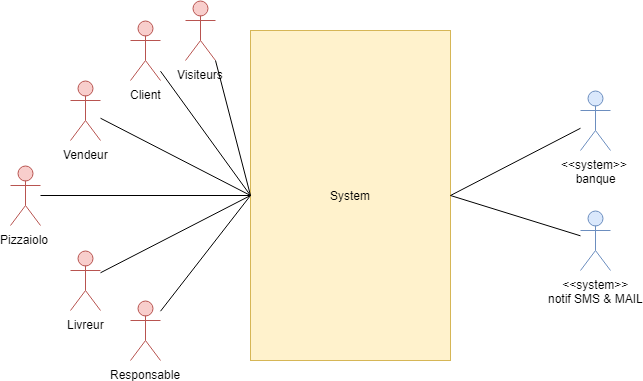 Visiteurs
Client
Vendeur
Pizzaiolo
Livreur
Responsable
System
<<system>>
banque
<<system>>
notif SMS & MAIL